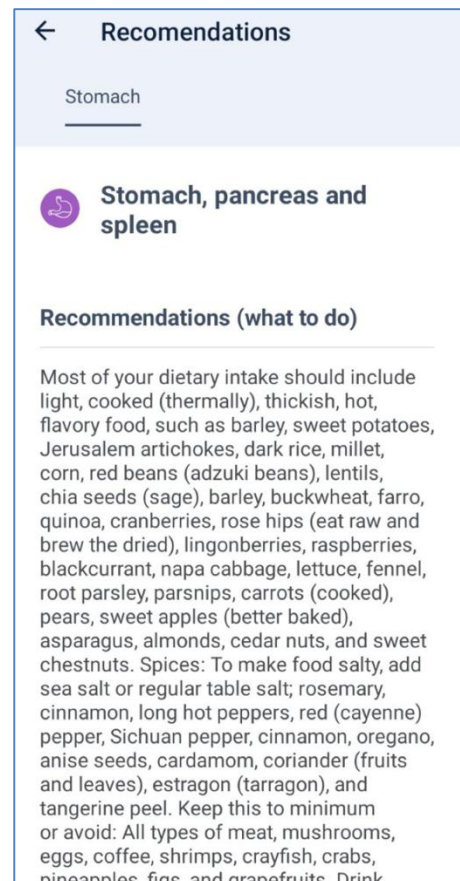 Recomendations
Stomach
Stomach, pancreas and
spleen
Recommendations (what to do)
Most of your dietary intake should include
light, cooked (thermally), thickish, hot,
flavory food, such as barley, sweet potatoes,
Jerusalem artichokes, dark rice, millet,
corn, red beans (adzuki beans), lentils,
chia seeds (sage), barley, buckwheat, farro,
quinoa, cranberries, rose hips (eat raw and
brew the dried), lingonberries, raspberries,
blackcurrant, napa cabbage, lettuce, fennel,
root parsley, parsnips, carrots (cooked),
pears, sweet apples (better baked),
asparagus, almonds, cedar nuts, and sweet
chestnuts. Spices: To make food salty, add
sea salt or regular table salt; rosemary,
cinnamon, long hot peppers, red (cayenne)
pepper, Sichuan pepper, cinnamon, oregano,
anise seeds, cardamom, coriander (fruits
and leaves), estragon (tarragon), and
tangerine peel. Keep this to minimum
or avoid: All types of meat, mushrooms,
eggs, coffee, shrimps, crayfish, crabs,
pineapples, figs, and grapefruits. Drink